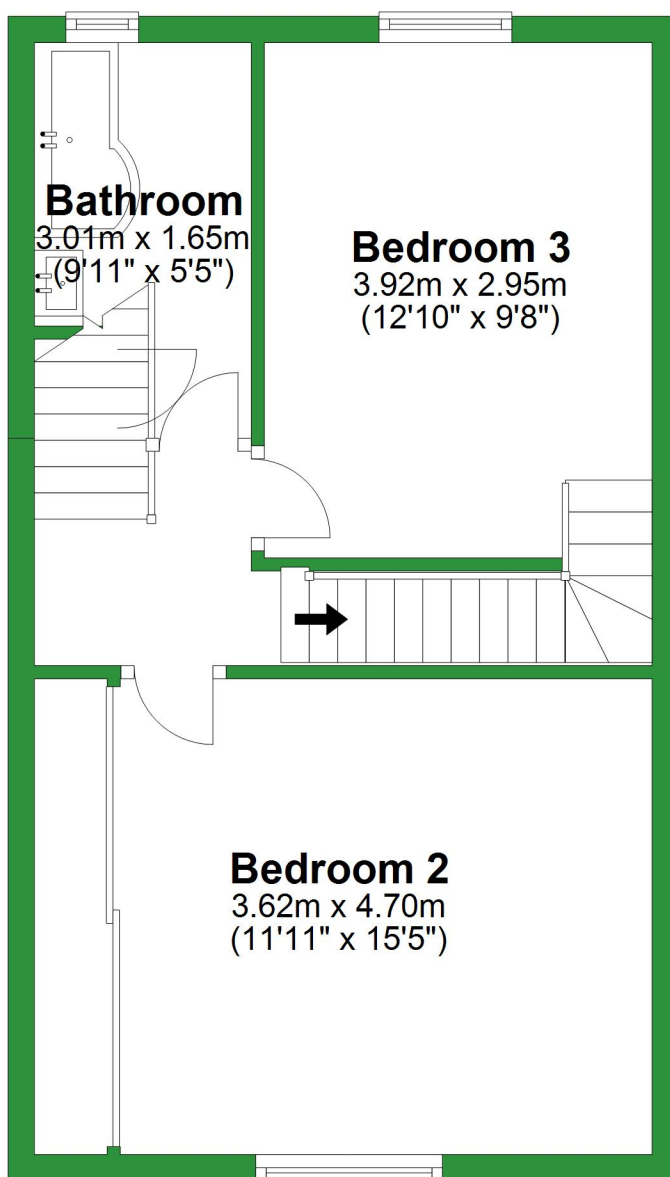 Bathroom
3.01m x 1.65m
(9'11" x 5'5")
Bedroom 3
3.92m x 2.95m
(12'10" x 9'8")
Bedroom 2
3.62m x 4.70m
(11'11" x 15'5")